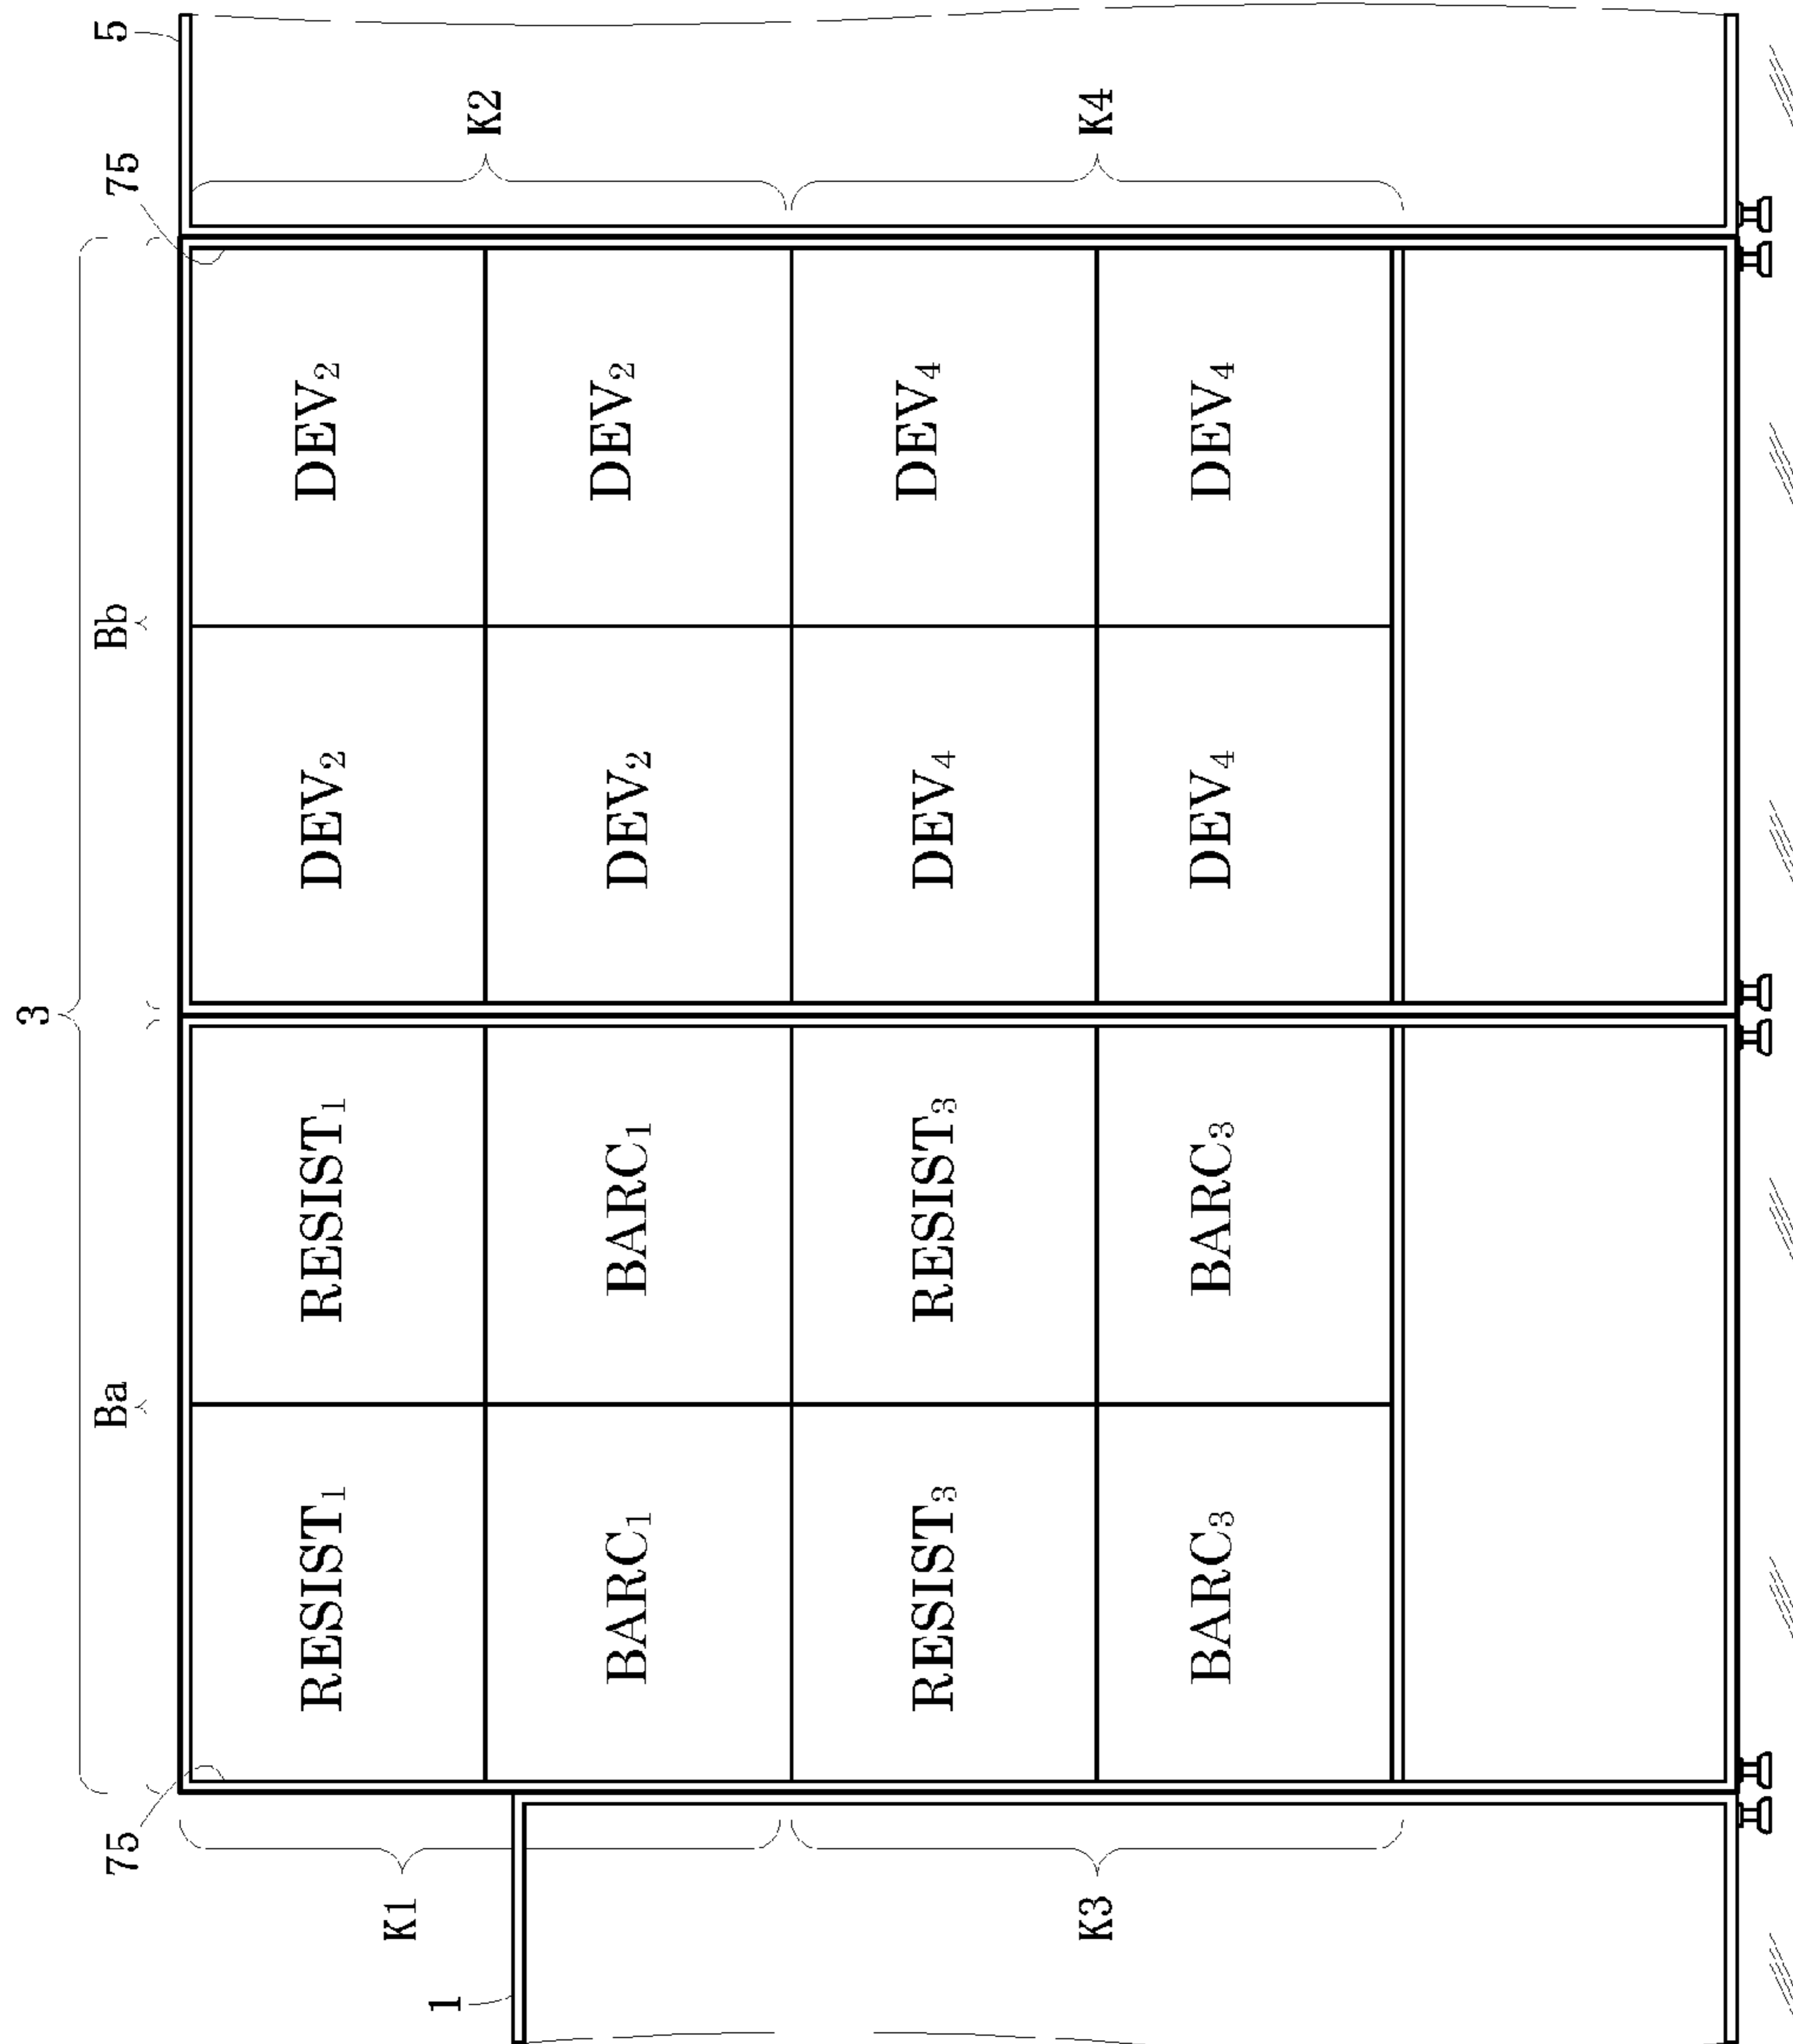 3
75 Ba Bb 75 5
RESIST₁ RESIST₁ DEV₂ DEV₂
K1
1
K2
BARC₁ BARC₁ DEV₂ DEV₂
RESIST₃ RESIST₃ DEV₄ DEV₄
K3 K4
BARC₃ BARC₃ DEV₄ DEV₄